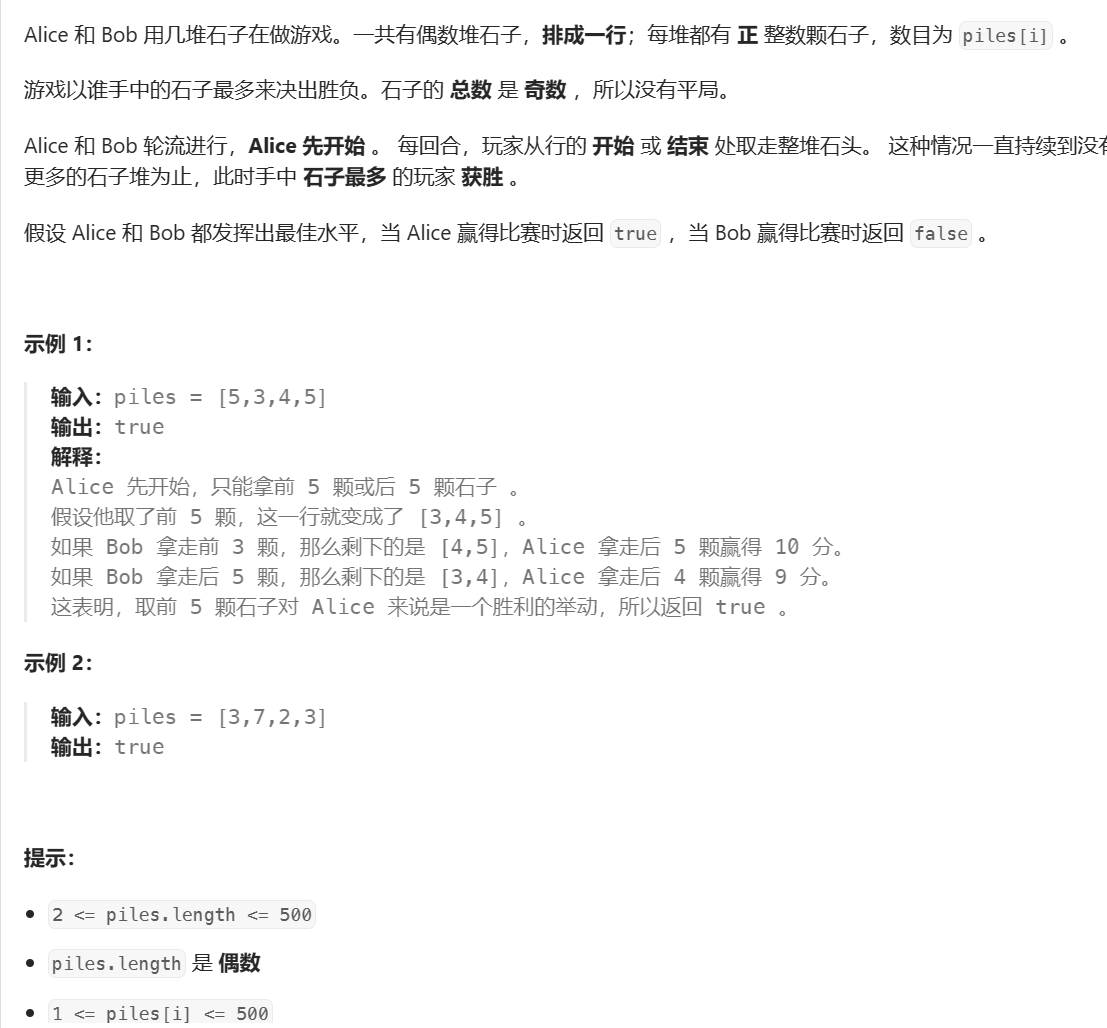 Alice 和 Bob 用几堆石子在做游戏。一共有偶数堆石子，排成一行；每堆都有 正 整数颗石子，数目为 piles[i] 。
游戏以谁手中的石子最多来决出胜负。石子的 总数 是 奇数 ，所以没有平局。
Alice 和 Bob 轮流进行，Alice 先开始 。 每回合，玩家从行的 开始 或 结束 处取走整堆石头。 这种情况一直持续到没有
更多的石子堆为止，此时手中 石子最多 的玩家 获胜 。
假设 Alice 和 Bob 都发挥出最佳水平，当 Alice 赢得比赛时返回 true ，当 Bob 赢得比赛时返回 false 。
示例 1：
输入：piles = [5,3,4,5]
输出：true
解释：
Alice 先开始，只能拿前 5 颗或后 5 颗石子 。
假设他取了前 5 颗，这一行就变成了 [3,4,5] 。
如果 Bob 拿走前 3 颗，那么剩下的是 [4,5]，Alice 拿走后 5 颗赢得 10 分。
如果 Bob 拿走后 5 颗，那么剩下的是 [3,4]，Alice 拿走后 4 颗赢得 9 分。
这表明，取前 5 颗石子对 Alice 来说是一个胜利的举动，所以返回 true 。
示例 2：
输入：piles = [3,7,2,3]
输出：true
提示：
• 2 <= piles.length <= 500
• piles.length 是 偶数
• 1 <= piles[i] <= 500